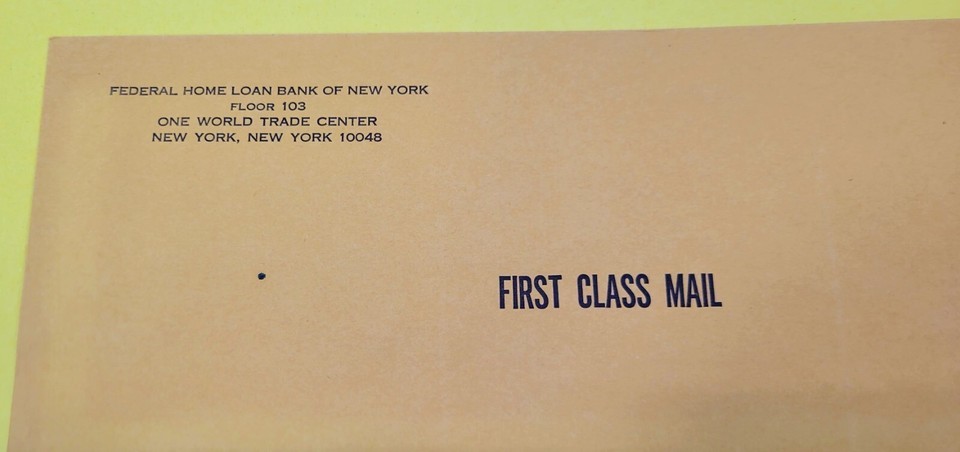 FEDERAL HOME LOAN BANK OF NEW YORK
FLOOR 103
ONE WORLD TRADE CENTER
NEW YORK, NEW YORK 10048
FIRST CLASS MAIL